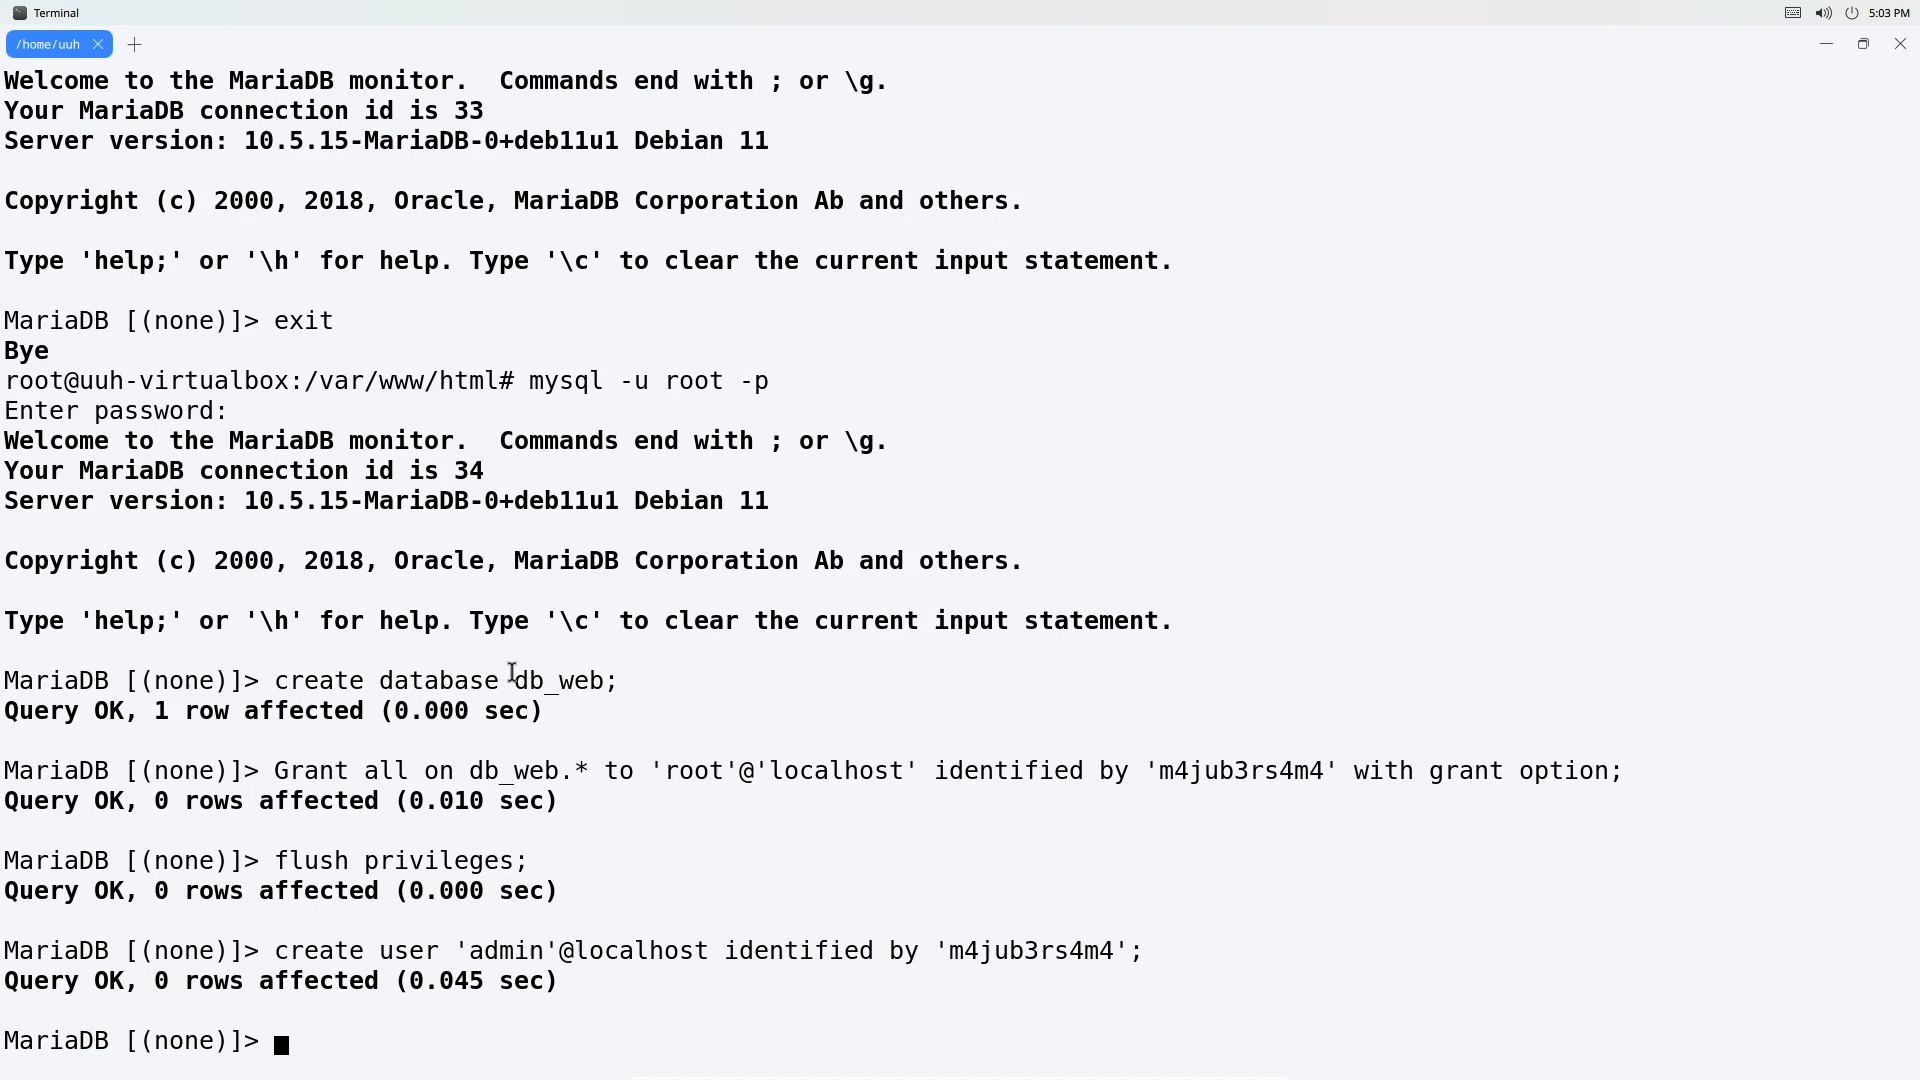 Terminal
5:03 PM
/home/uuh
Welcome to the MariaDB monitor.  Commands end with ; or \g.
Your MariaDB connection id is 33
Server version: 10.5.15-MariaDB-0+deb11u1 Debian 11
Copyright (c) 2000, 2018, Oracle, MariaDB Corporation Ab and others.
Type 'help;' or '\h' for help. Type '\c' to clear the current input statement.
MariaDB [(none)]> exit
Bye
root@uuh-virtualbox:/var/www/html# mysql -u root -p
Enter password:
Welcome to the MariaDB monitor.  Commands end with ; or \g.
Your MariaDB connection id is 34
Server version: 10.5.15-MariaDB-0+deb11u1 Debian 11
Copyright (c) 2000, 2018, Oracle, MariaDB Corporation Ab and others.
Type 'help;' or '\h' for help. Type '\c' to clear the current input statement.
MariaDB [(none)]> create database db_web;
Query OK, 1 row affected (0.000 sec)
MariaDB [(none)]> Grant all on db_web.* to 'root'@'localhost' identified by 'm4jub3rs4m4' with grant option;
Query OK, 0 rows affected (0.010 sec)
MariaDB [(none)]> flush privileges;
Query OK, 0 rows affected (0.000 sec)
MariaDB [(none)]> create user 'admin'@localhost identified by 'm4jub3rs4m4';
Query OK, 0 rows affected (0.045 sec)
MariaDB [(none)]>